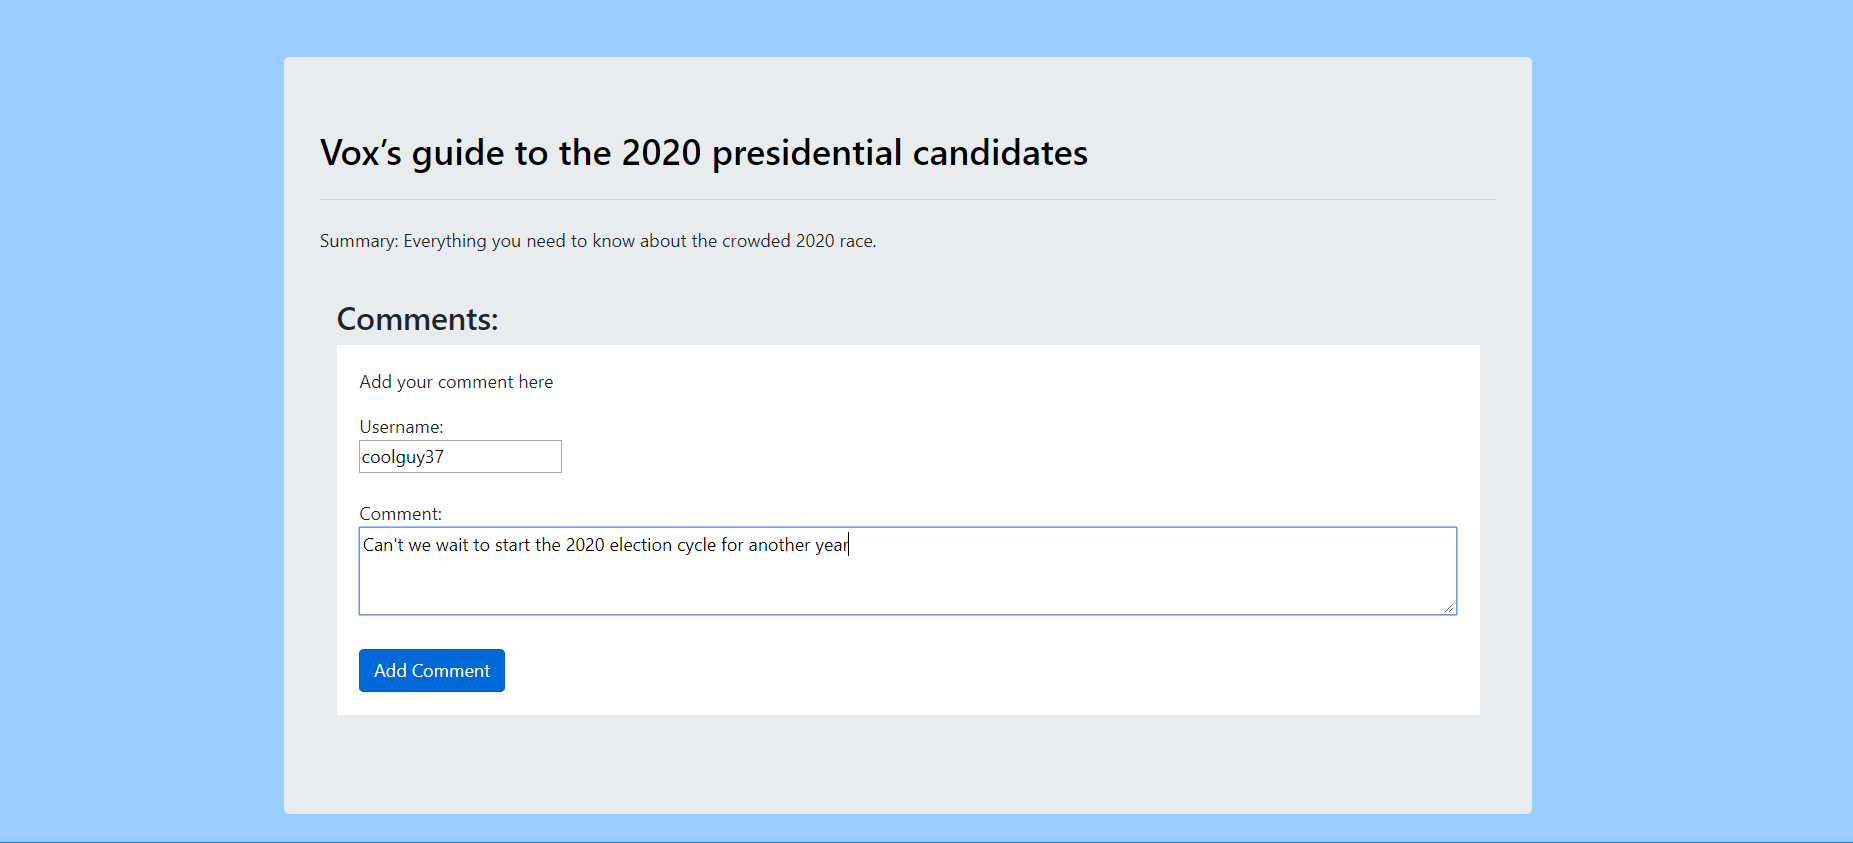 Vox’s guide to the 2020 presidential candidates
Summary: Everything you need to know about the crowded 2020 race.
Comments:
Add your comment here
Username:
coolguy37
Comment:
Can't we wait to start the 2020 election cycle for another year
Add Comment